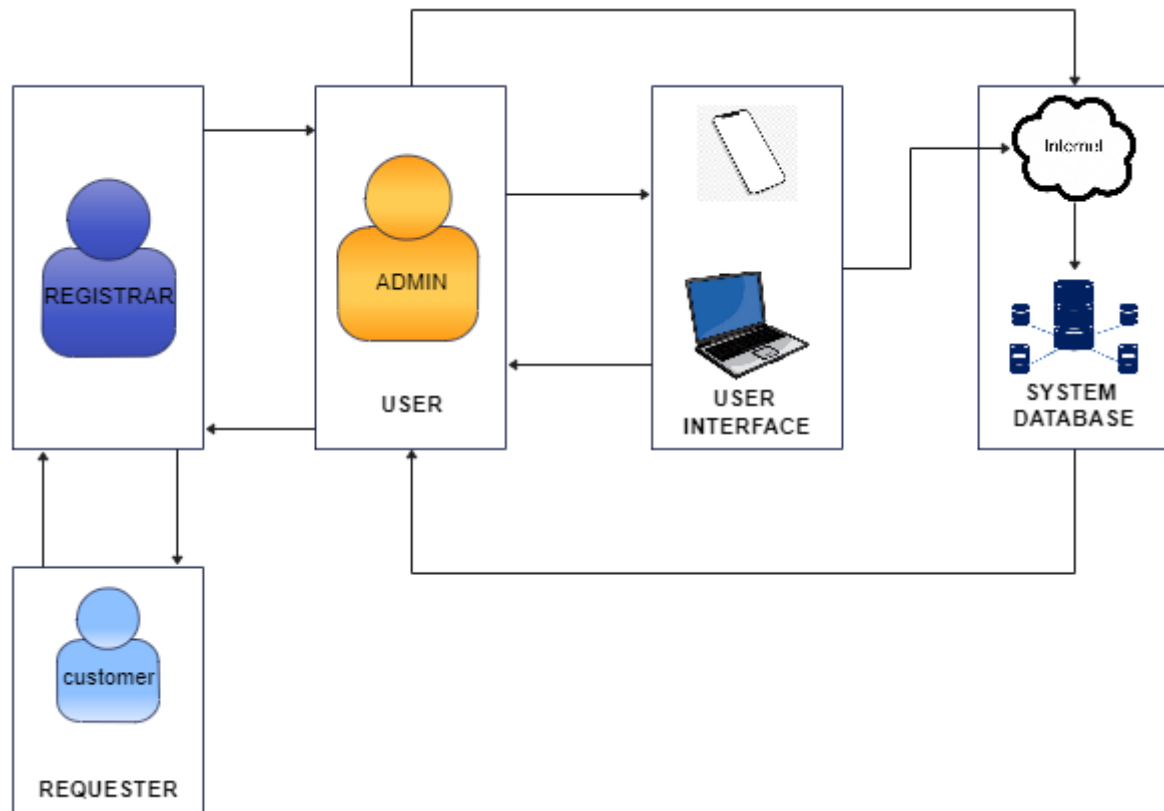 Internet
REGISTRAR
ADMIN
USER
USER
INTERFACE
SYSTEM
DATABASE
customer
REQUESTER